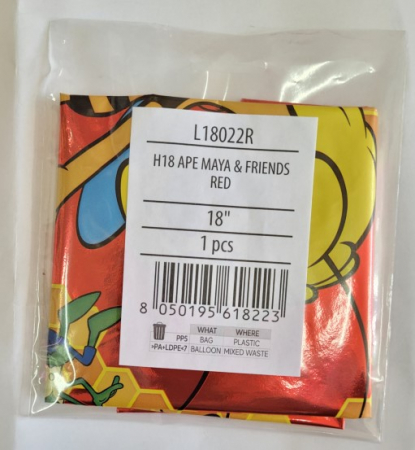 L18022R
H18 APE MAYA & FRIENDS
RED
18"
1 pcs
8 050195 618223
WHAT WHERE
PP5 BAG PLASTIC
>PA+LDPE<7 BALLOON MIXED WASTE